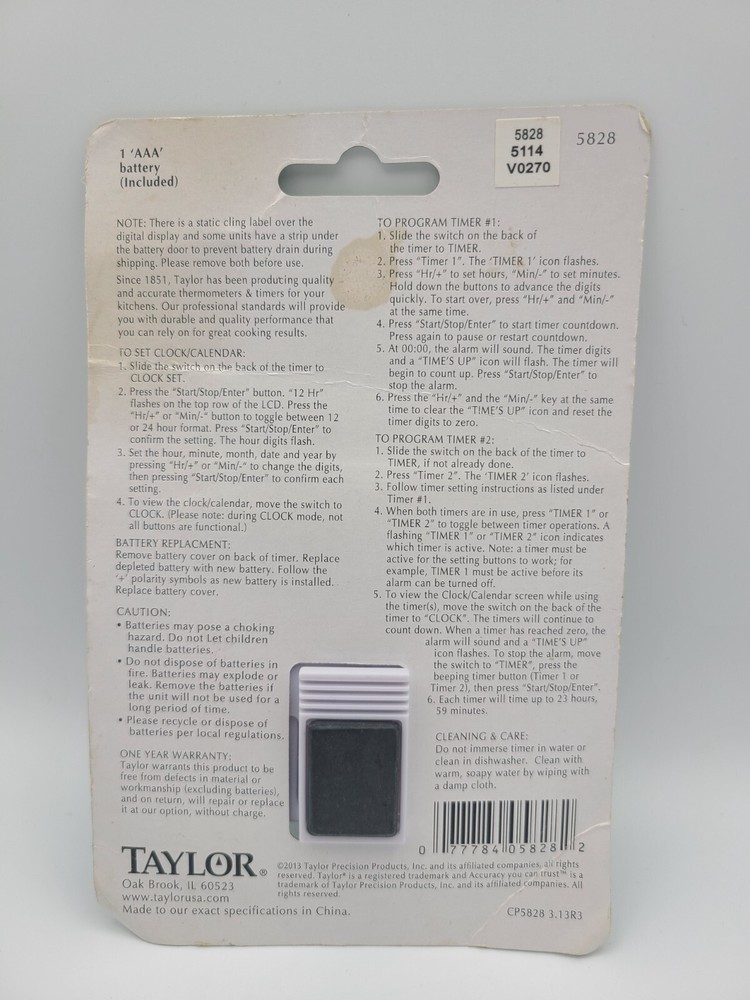 1 'AAA'
battery
(Included)
5828
5114
V0270
5828
NOTE: There is a static cling label over the
digital display and some units have a strip under
the battery door to prevent battery drain during
shipping. Please remove both before use.
Since 1851, Taylor has been producing quality
and accurate thermometers & timers for your
kitchens. Our professional standards will provide
you with durable and quality performance that
you can rely on for great cooking results.
TO SET CLOCK/CALENDAR:
1. Slide the switch on the back of the timer to
CLOCK SET.
2. Press the "Start/Stop/Enter" button. "12 Hr"
flashes on the top row of the LCD. Press the
"Hr/+" or "Min/-" button to toggle between 12
or 24 hour format. Press "Start/Stop/Enter" to
confirm the setting. The hour digits flash.
3. Set the hour, minute, month, date and year by
pressing "Hr/+" or "Min/-" to change the digits,
then pressing "Start/Stop/Enter" to confirm each
setting.
4. To view the clock/calendar, move the switch to
CLOCK. (Please note: during CLOCK mode, not
all buttons are functional.)
BATTERY REPLACMENT:
Remove battery cover on back of timer. Replace
depleted battery with new battery. Follow the
'+' polarity symbols as new battery is installed.
Replace battery cover.
CAUTION:
• Batteries may pose a choking
hazard. Do not Let children
handle batteries.
• Do not dispose of batteries in
fire. Batteries may explode or
leak. Remove the batteries if
the unit will not be used for a
long period of time.
• Please recycle or dispose of
batteries per local regulations.
ONE YEAR WARRANTY:
Taylor warrants this product to be
free from defects in material or
workmanship (excluding batteries),
and on return, will repair or replace
it at our option, without charge.
TO PROGRAM TIMER #1:
1. Slide the switch on the back of
the timer to TIMER.
2. Press "Timer 1". The 'TIMER 1' icon flashes.
3. Press "Hr/+" to set hours, "Min/-" to set minutes.
Hold down the buttons to advance the digits
quickly. To start over, press "Hr/+" and "Min/-"
at the same time.
4. Press "Start/Stop/Enter" to start timer countdown.
Press again to pause or restart countdown.
5. At 00:00, the alarm will sound. The timer digits
and a "TIME'S UP" icon will flash. The timer will
begin to count up. Press "Start/Stop/Enter" to
stop the alarm.
6. Press the "Hr/+" and the "Min/-" key at the same
time to clear the "TIME'S UP" icon and reset the
timer digits to zero.
TO PROGRAM TIMER #2:
1. Slide the switch on the back of the timer to
TIMER, if not already done.
2. Press "Timer 2". The 'TIMER 2' icon flashes.
3. Follow timer setting instructions as listed under
Timer #1.
4. When both timers are in use, press "TIMER 1" or
"TIMER 2" to toggle between timer operations. A
flashing "TIMER 1" or "TIMER 2" icon indicates
which timer is active. Note: a timer must be
active for the setting buttons to work; for
example, TIMER 1 must be active before its
alarm can be turned off.
5. To view the Clock/Calendar screen while using
the timer(s), move the switch on the back of the
timer to "CLOCK". The timers will continue to
count down. When a timer has reached zero, the
alarm will sound and a "TIME'S UP"
icon flashes. To stop the alarm, move
the switch to "TIMER", press the
beeping timer button (Timer 1 or
Timer 2), then press "Start/Stop/Enter".
6. Each timer will time up to 23 hours,
59 minutes.
CLEANING & CARE:
Do not immerse timer in water or
clean in dishwasher. Clean with
warm, soapy water by wiping with
a damp cloth.
0 77784 05828 2
TAYLOR®
Oak Brook, IL 60523
www.taylorusa.com
Made to our exact specifications in China.
©2013 Taylor Precision Products, Inc. and its affiliated companies, all rights
reserved. Taylor® is a registered trademark and Accuracy you can trust™ is a
trademark of Taylor Precision Products, Inc. and its affiliated companies. All
rights reserved.
CP5828 3.13R3